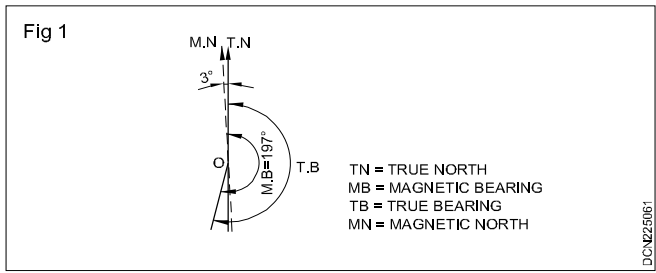 Fig 1
M.N T.N
3°
O
M.B=197°
T.B
TN = TRUE NORTH
MB = MAGNETIC BEARING
TB = TRUE BEARING
MN = MAGNETIC NORTH
DCN225061